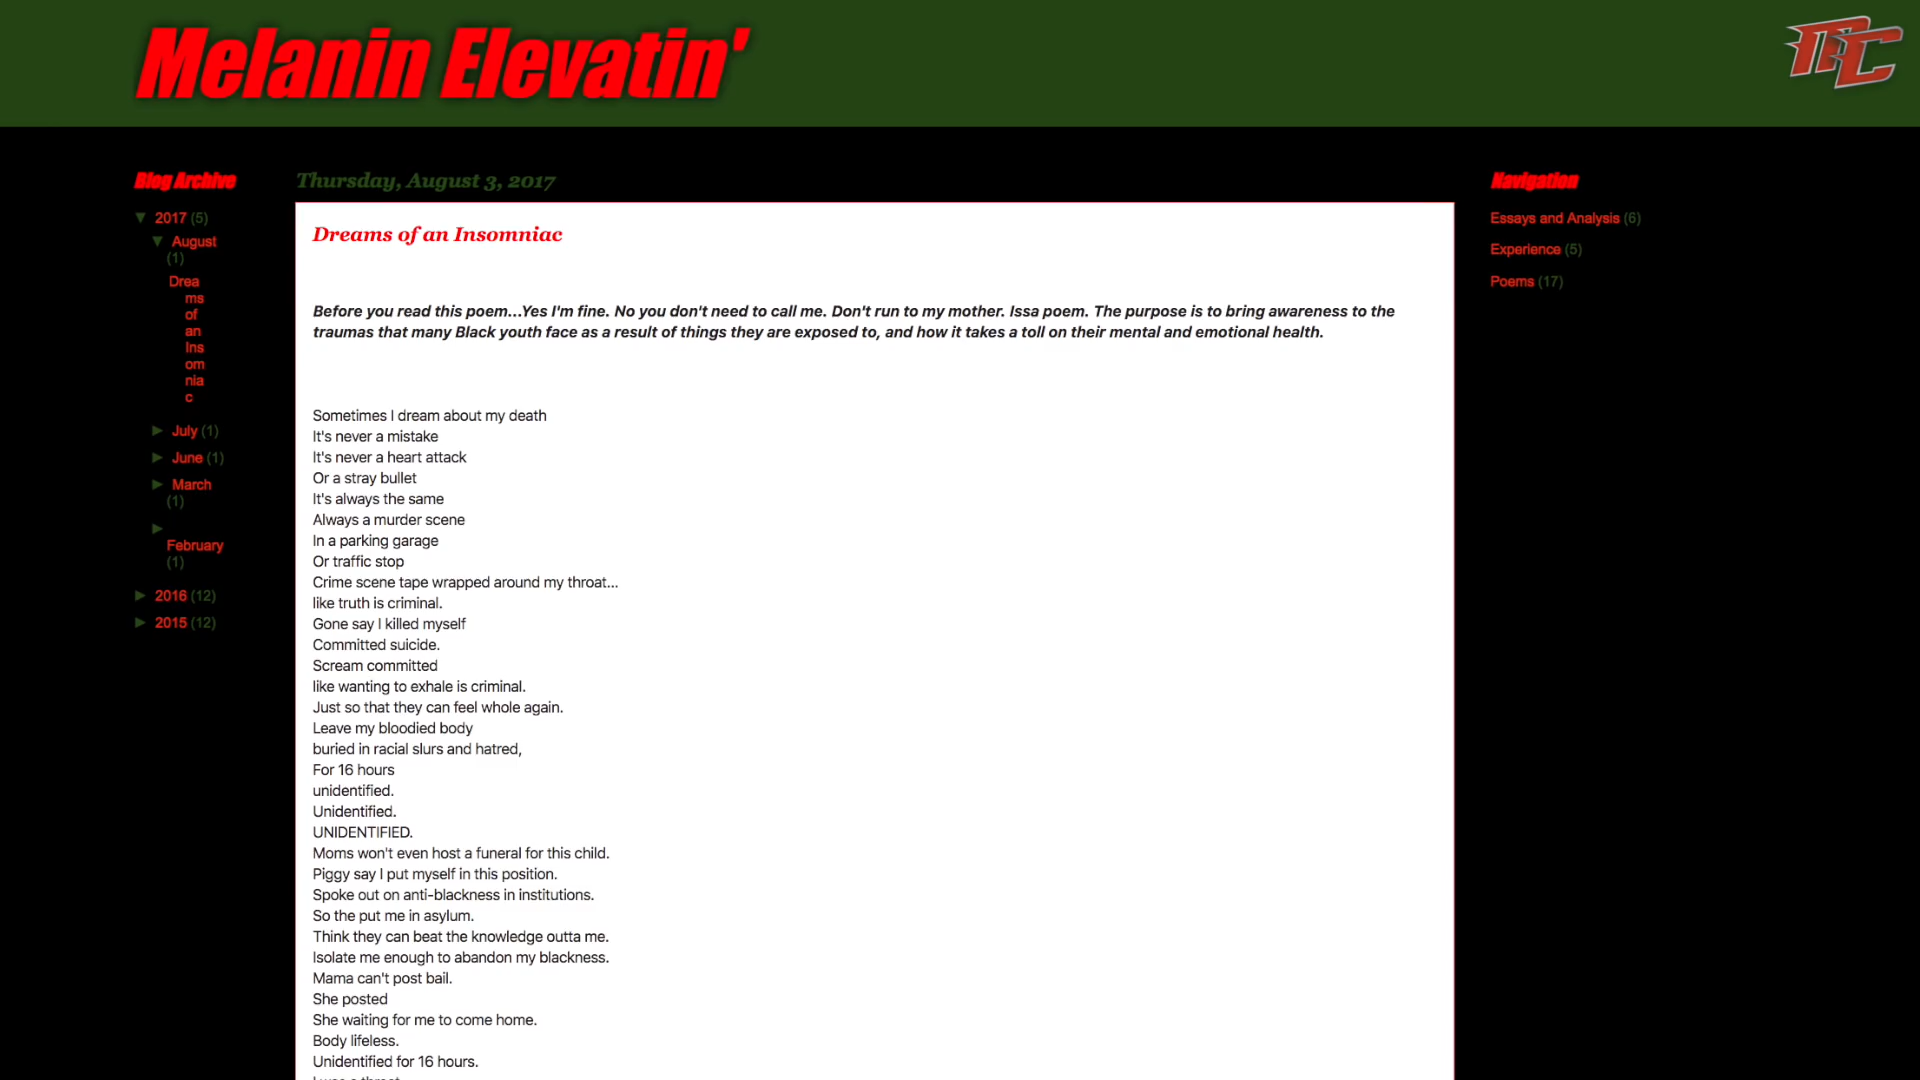 Melanin Elevatin'
Blog Archive
▼ 2017 (5)
▼ August
(1)
Drea
ms
of
an
Ins
om
nia
c
► July (1)
► June (1)
► March
(1)
►
February
(1)
► 2016 (12)
► 2015 (12)
Thursday, August 3, 2017
Dreams of an Insomniac
Before you read this poem...Yes I'm fine. No you don't need to call me. Don't run to my mother. Issa poem. The purpose is to bring awareness to the
traumas that many Black youth face as a result of things they are exposed to, and how it takes a toll on their mental and emotional health.
Sometimes I dream about my death
It's never a mistake
It's never a heart attack
Or a stray bullet
It's always the same
Always a murder scene
In a parking garage
Or traffic stop
Crime scene tape wrapped around my throat...
like truth is criminal.
Gone say I killed myself
Committed suicide.
Scream committed
like wanting to exhale is criminal.
Just so that they can feel whole again.
Leave my bloodied body
buried in racial slurs and hatred,
For 16 hours
unidentified.
Unidentified.
UNIDENTIFIED.
Moms won't even host a funeral for this child.
Piggy say I put myself in this position.
Spoke out on anti-blackness in institutions.
So the put me in asylum.
Think they can beat the knowledge outta me.
Isolate me enough to abandon my blackness.
Mama can't post bail.
She posted
She waiting for me to come home.
Body lifeless.
Unidentified for 16 hours.
Navigation
Essays and Analysis (6)
Experience (5)
Poems (17)